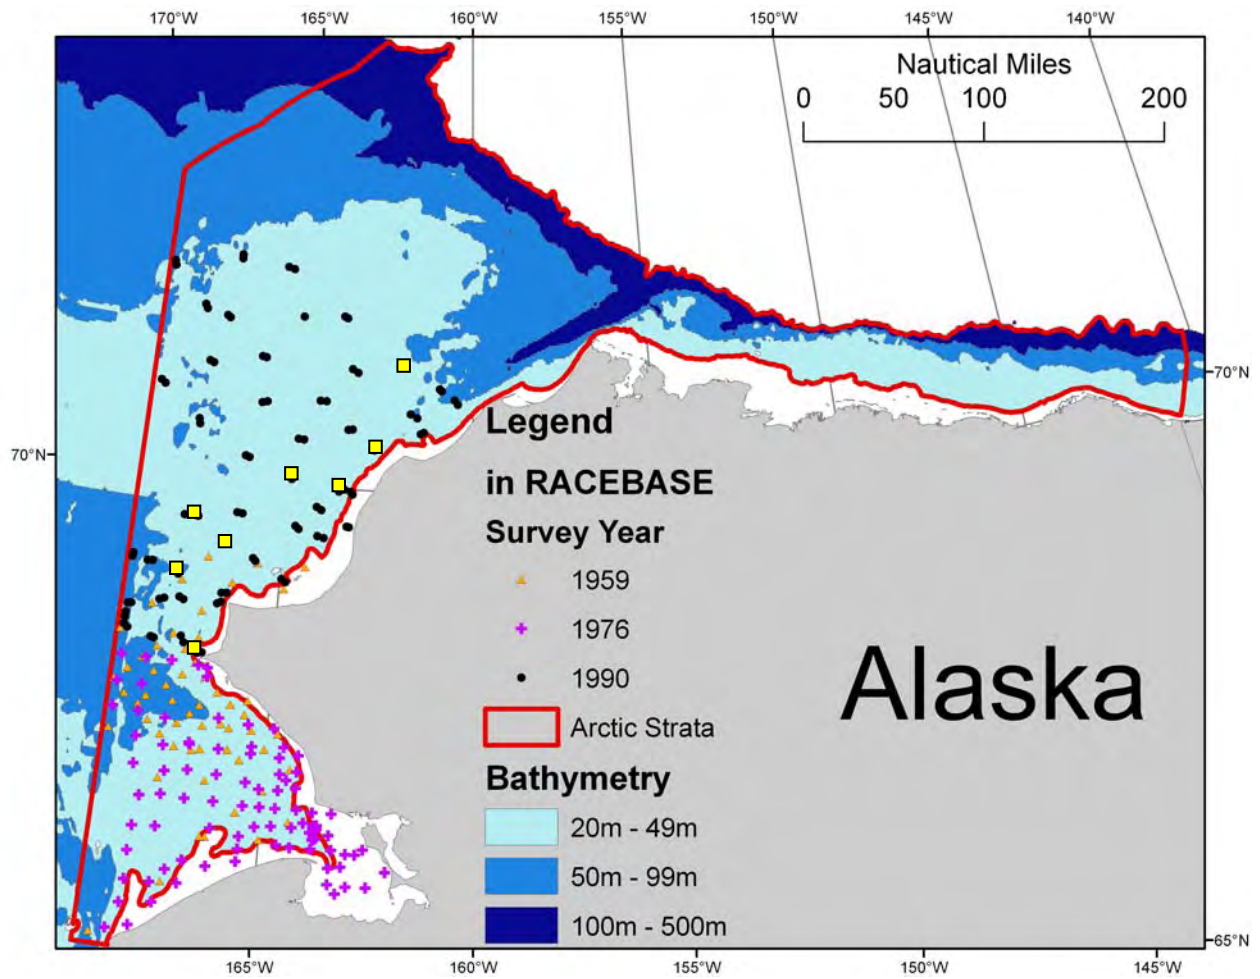 170°W 165°W 160°W 155°W 150°W 145°W 140°W
Nautical Miles
0 50 100 200
70°N
70°N
Legend
in RACEBASE
Survey Year
1959
1976
1990
Arctic Strata
Bathymetry
20m - 49m
50m - 99m
100m - 500m
Alaska
65°N
165°W 160°W 155°W 150°W 145°W